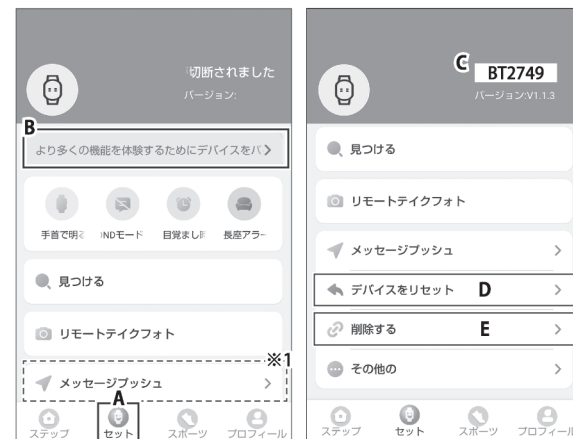 切断されました
バージョン:
B
より多くの機能を体験するためにデバイスをバ
手首で明る
DNDモード
目覚まし時
長座アラー
見つける
リモートテイクフォト
※1
メッセージプッシュ
A
ステップ
セット
スポーツ
プロフィール
C
BT2749
バージョン:V1.1.3
見つける
リモートテイクフォト
メッセージプッシュ
デバイスをリセット D
削除する E
その他の
ステップ
セット
スポーツ
プロフィール